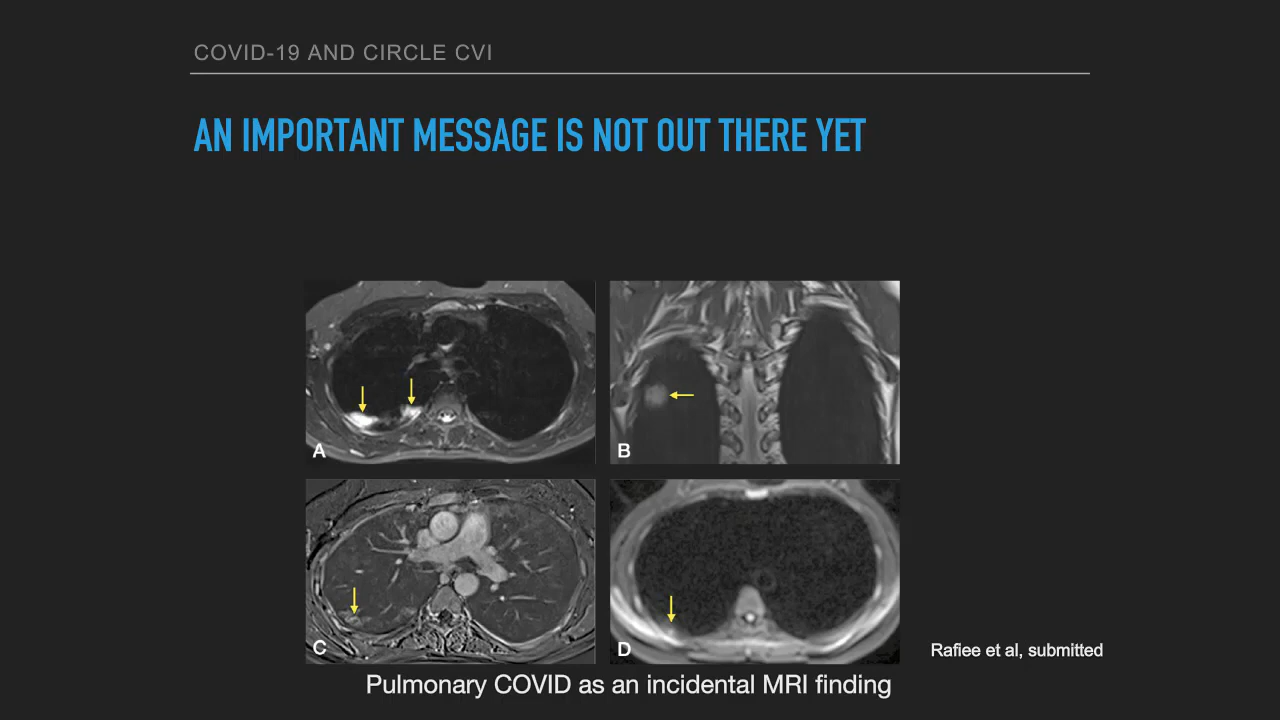 COVID-19 AND CIRCLE CVI
AN IMPORTANT MESSAGE IS NOT OUT THERE YET
A
B
C
D
Rafiee et al, submitted
Pulmonary COVID as an incidental MRI finding